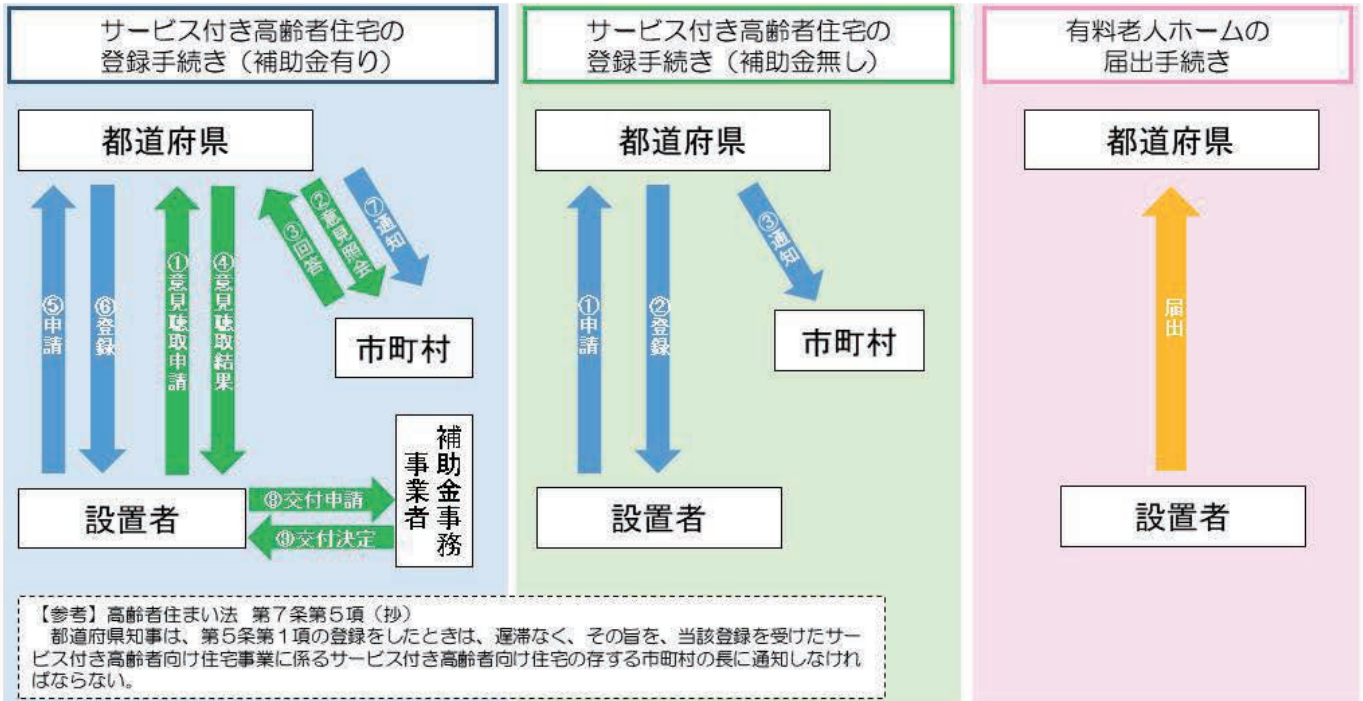 サービス付き高齢者住宅の
登録手続き（補助金有り）
都道府県
⑤申請
⑥登録
①意見聴取申請
④意見聴取結果
③回答
②意見照会
⑦通知
市町村
設置者
⑧交付申請
⑨交付決定
補助金事務
事業者
サービス付き高齢者住宅の
登録手続き（補助金無し）
都道府県
①申請
②登録
③通知
市町村
設置者
【参考】高齢者住まい法 第７条第５項（抄）
都道府県知事は、第５条第１項の登録をしたときは、遅滞なく、その旨を、当該登録を受けたサー
ビス付き高齢者向け住宅事業に係るサービス付き高齢者向け住宅の存する市町村の長に通知しなけれ
ばならない。
有料老人ホームの
届出手続き
都道府県
届出
設置者